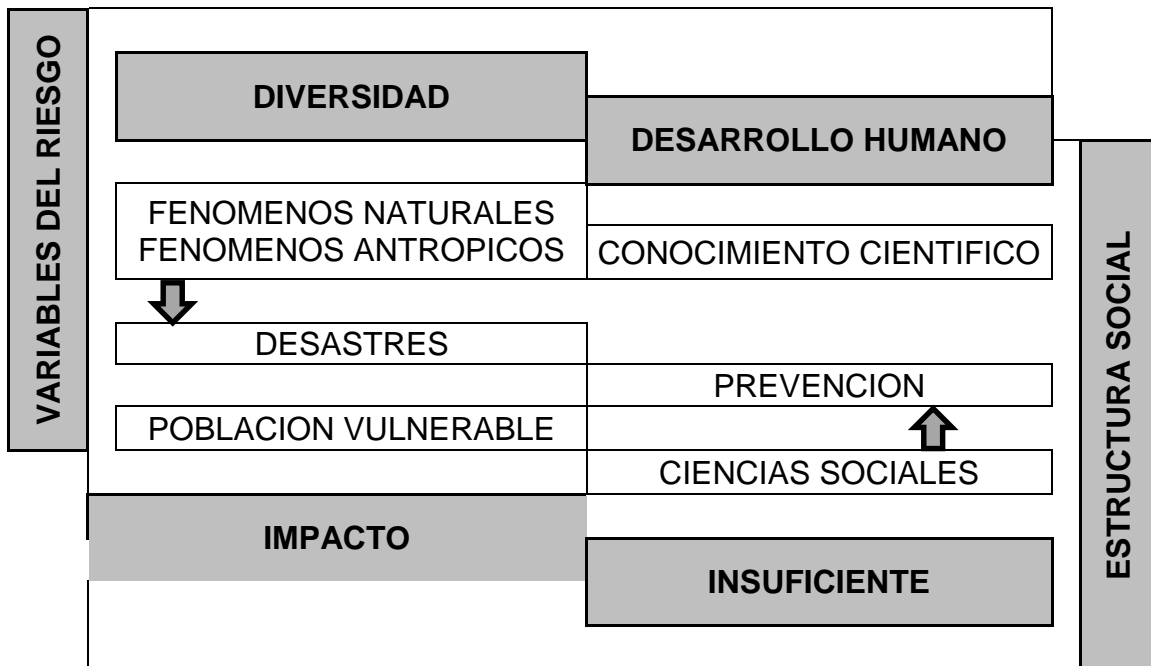 VARIABLES DEL RIESGO
DIVERSIDAD
DESARROLLO HUMANO
FENOMENOS NATURALES
FENOMENOS ANTROPICOS
CONOCIMIENTO CIENTIFICO
DESASTRES
PREVENCION
POBLACION VULNERABLE
CIENCIAS SOCIALES
IMPACTO
INSUFICIENTE
ESTRUCTURA SOCIAL